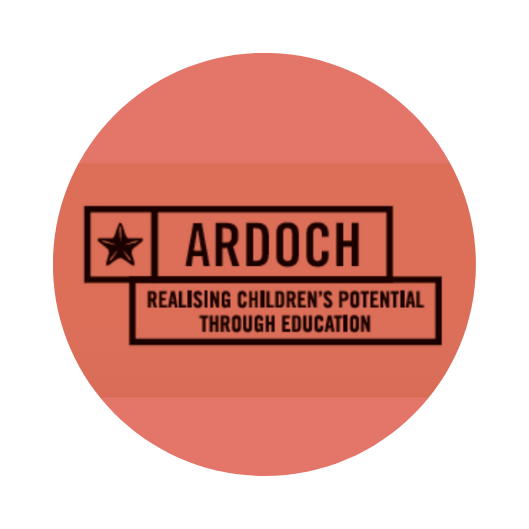 ARDOCH
REALISING CHILDREN'S POTENTIAL
THROUGH EDUCATION